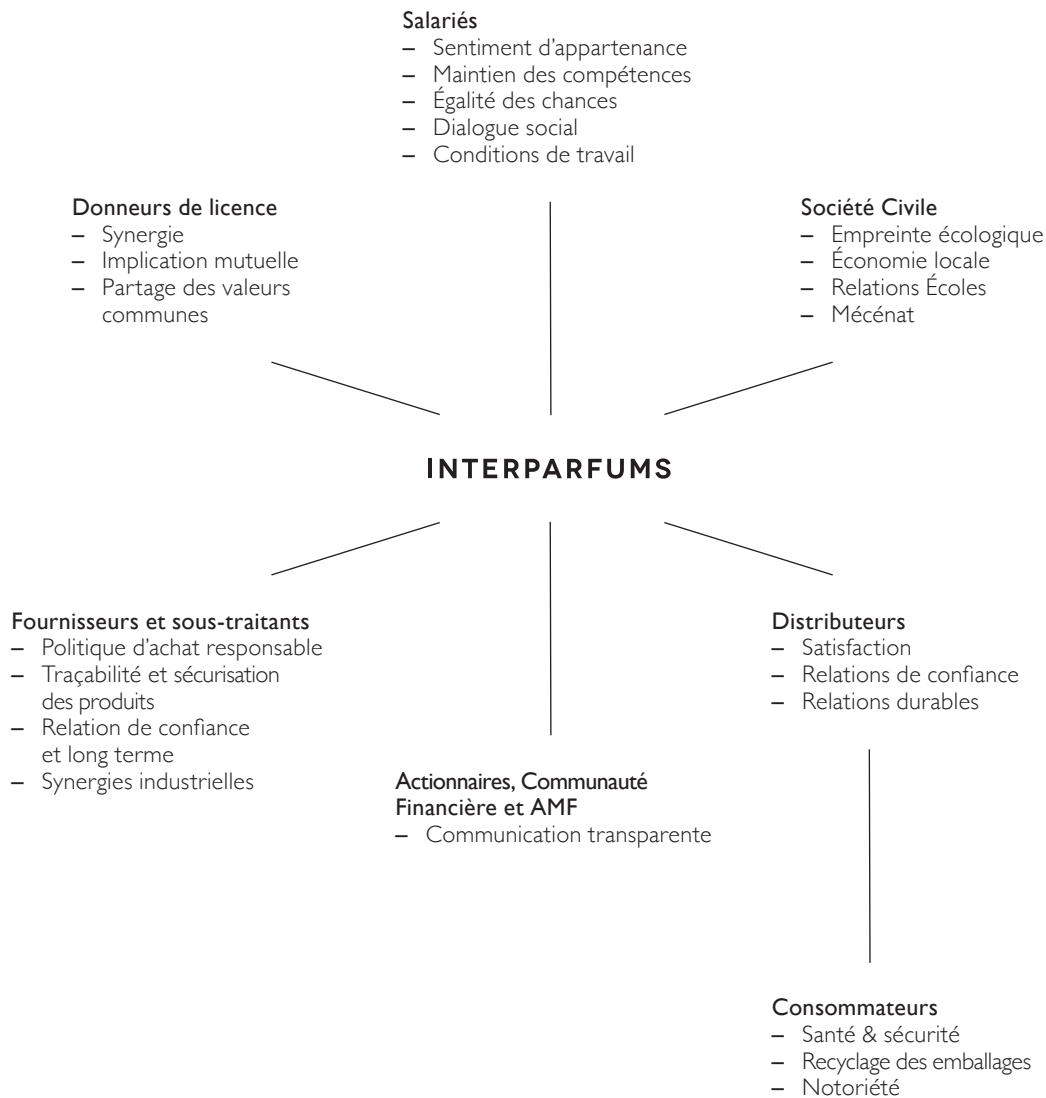 Salariés
– Sentiment d'appartenance
– Maintien des compétences
– Égalité des chances
– Dialogue social
– Conditions de travail
Donneurs de licence
– Synergie
– Implication mutuelle
– Partage des valeurs
communes
Société Civile
– Empreinte écologique
– Économie locale
– Relations Écoles
– Mécénat
INTERPARFUMS
Fournisseurs et sous-traitants
– Politique d'achat responsable
– Traçabilité et sécurisation
des produits
– Relation de confiance
et long terme
– Synergies industrielles
Actionnaires, Communauté
Financière et AMF
– Communication transparente
Distributeurs
– Satisfaction
– Relations de confiance
– Relations durables
Consommateurs
– Santé & sécurité
– Recyclage des emballages
– Notoriété